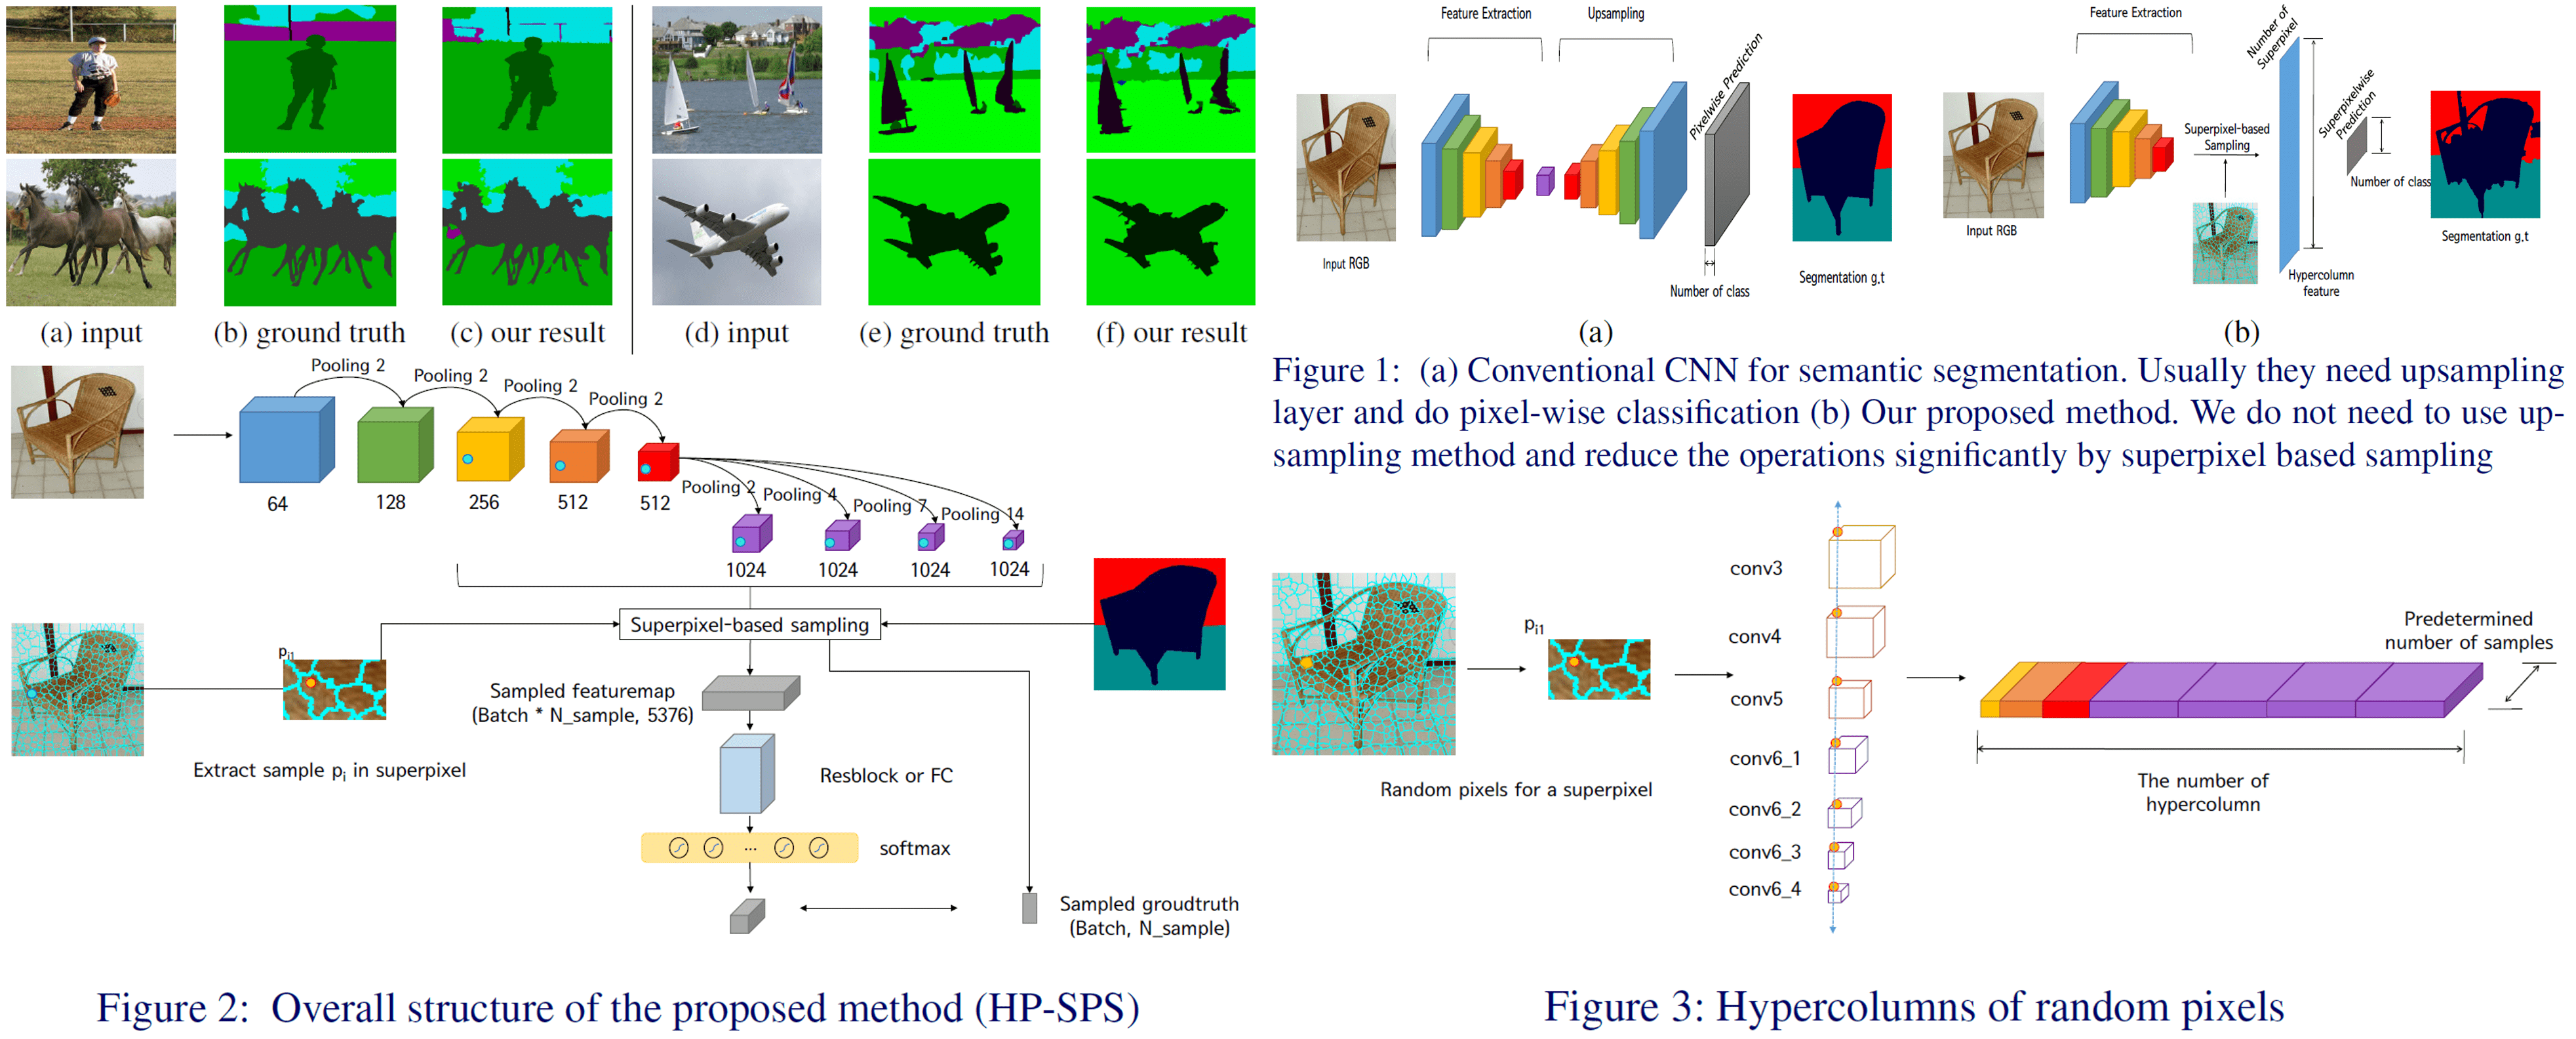 (a) input
(b) ground truth
(c) our result
(d) input
(e) ground truth
(f) our result
Feature Extraction
Upsampling
Pixelwise Prediction
Input RGB
Number of class
Segmentation g.t
(a)
Feature Extraction
Number of
Superpixel
Superpixel-based
Sampling
Superpixelwise
Prediction
Number of class
Input RGB
Hypercolumn
feature
Segmentation g.t
(b)
Figure 1: (a) Conventional CNN for semantic segmentation. Usually they need upsampling
layer and do pixel-wise classification (b) Our proposed method. We do not need to use up-
sampling method and reduce the operations significantly by superpixel based sampling
Pooling 2
Pooling 2
Pooling 2
Pooling 2
64
128
256
512
512
Pooling 2
Pooling 4
Pooling 7
Pooling 14
1024
1024
1024
1024
Superpixel-based sampling
pi1
Extract sample pi in superpixel
Sampled featuremap
(Batch * N_sample, 5376)
Resblock or FC
...
softmax
Sampled groudtruth
(Batch, N_sample)
Figure 2: Overall structure of the proposed method (HP-SPS)
Random pixels for a superpixel
pi1
conv3
conv4
conv5
conv6_1
conv6_2
conv6_3
conv6_4
Predetermined
number of samples
The number of
hypercolumn
Figure 3: Hypercolumns of random pixels